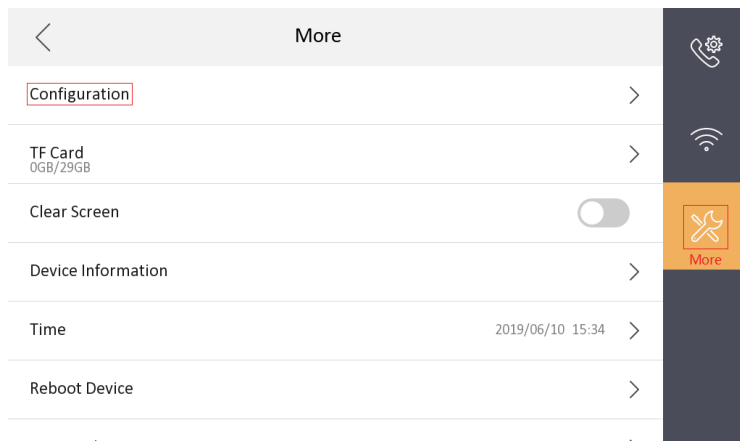 More
Configuration
TF Card
0GB/29GB
Clear Screen
Device Information
Time
2019/06/10 15:34
Reboot Device
More